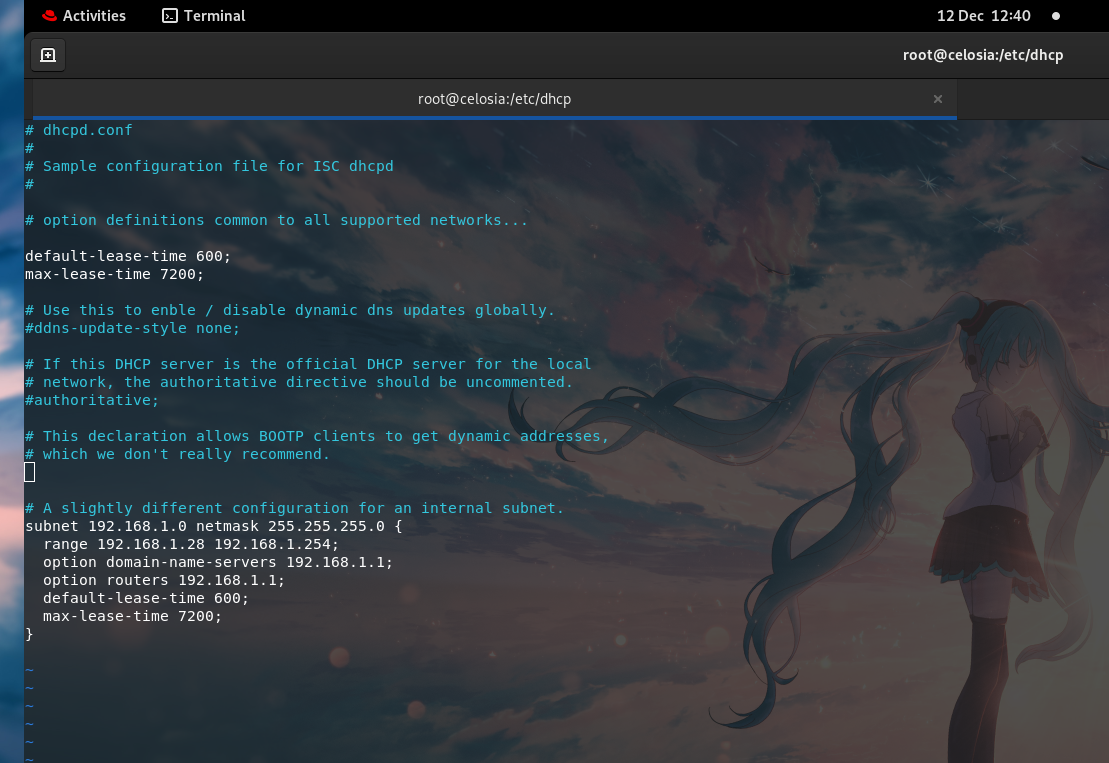 Activities
Terminal
12 Dec 12:40
root@celosia:/etc/dhcp
root@celosia:/etc/dhcp
# dhcpd.conf
#
# Sample configuration file for ISC dhcpd
#
# option definitions common to all supported networks...
default-lease-time 600;
max-lease-time 7200;
# Use this to enble / disable dynamic dns updates globally.
#ddns-update-style none;
# If this DHCP server is the official DHCP server for the local
# network, the authoritative directive should be uncommented.
#authoritative;
# This declaration allows BOOTP clients to get dynamic addresses,
# which we don't really recommend.
# A slightly different configuration for an internal subnet.
subnet 192.168.1.0 netmask 255.255.255.0 {
  range 192.168.1.28 192.168.1.254;
  option domain-name-servers 192.168.1.1;
  option routers 192.168.1.1;
  default-lease-time 600;
  max-lease-time 7200;
}
~
~
~
~
~
~